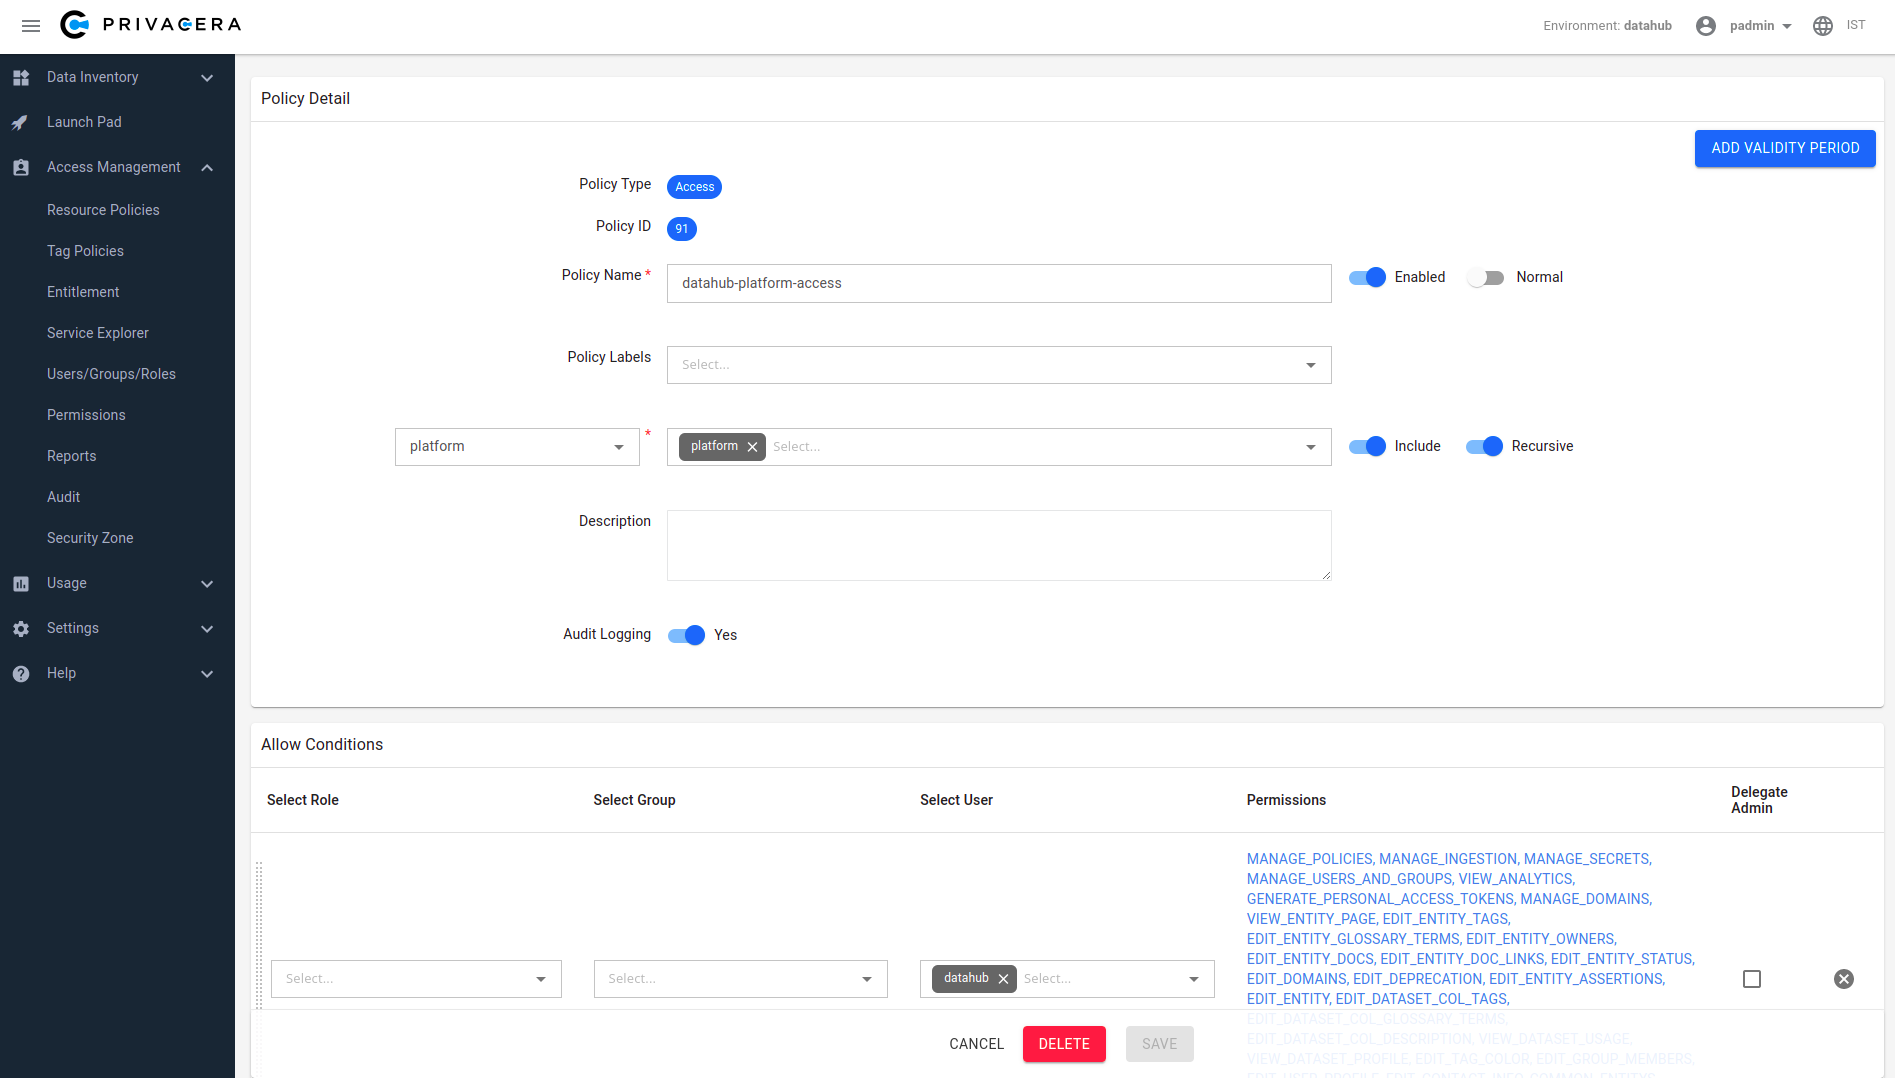 PRIVACERA
Environment: datahub
padmin
IST
Data Inventory
Launch Pad
Access Management
Resource Policies
Tag Policies
Entitlement
Service Explorer
Users/Groups/Roles
Permissions
Reports
Audit
Security Zone
Usage
Settings
Help
Policy Detail
ADD VALIDITY PERIOD
Policy Type
Access
Policy ID
91
Policy Name *
datahub-platform-access
Enabled
Normal
Policy Labels
Select...
platform
*
platform
Select...
Include
Recursive
Description
Audit Logging
Yes
Allow Conditions
Select Role
Select Group
Select User
Permissions
Delegate
Admin
Select...
Select...
datahub
Select...
MANAGE_POLICIES, MANAGE_INGESTION, MANAGE_SECRETS,
MANAGE_USERS_AND_GROUPS, VIEW_ANALYTICS,
GENERATE_PERSONAL_ACCESS_TOKENS, MANAGE_DOMAINS,
VIEW_ENTITY_PAGE, EDIT_ENTITY_TAGS,
EDIT_ENTITY_GLOSSARY_TERMS, EDIT_ENTITY_OWNERS,
EDIT_ENTITY_DOCS, EDIT_ENTITY_DOC_LINKS, EDIT_ENTITY_STATUS,
EDIT_DOMAINS, EDIT_DEPRECATION, EDIT_ENTITY_ASSERTIONS,
EDIT_ENTITY, EDIT_DATASET_COL_TAGS,
EDIT_DATASET_COL_GLOSSARY_TERMS,
EDIT_DATASET_COL_DESCRIPTION, VIEW_DATASET_USAGE,
VIEW_DATASET_PROFILE, EDIT_TAG_COLOR, EDIT_GROUP_MEMBERS,
CANCEL
DELETE
SAVE